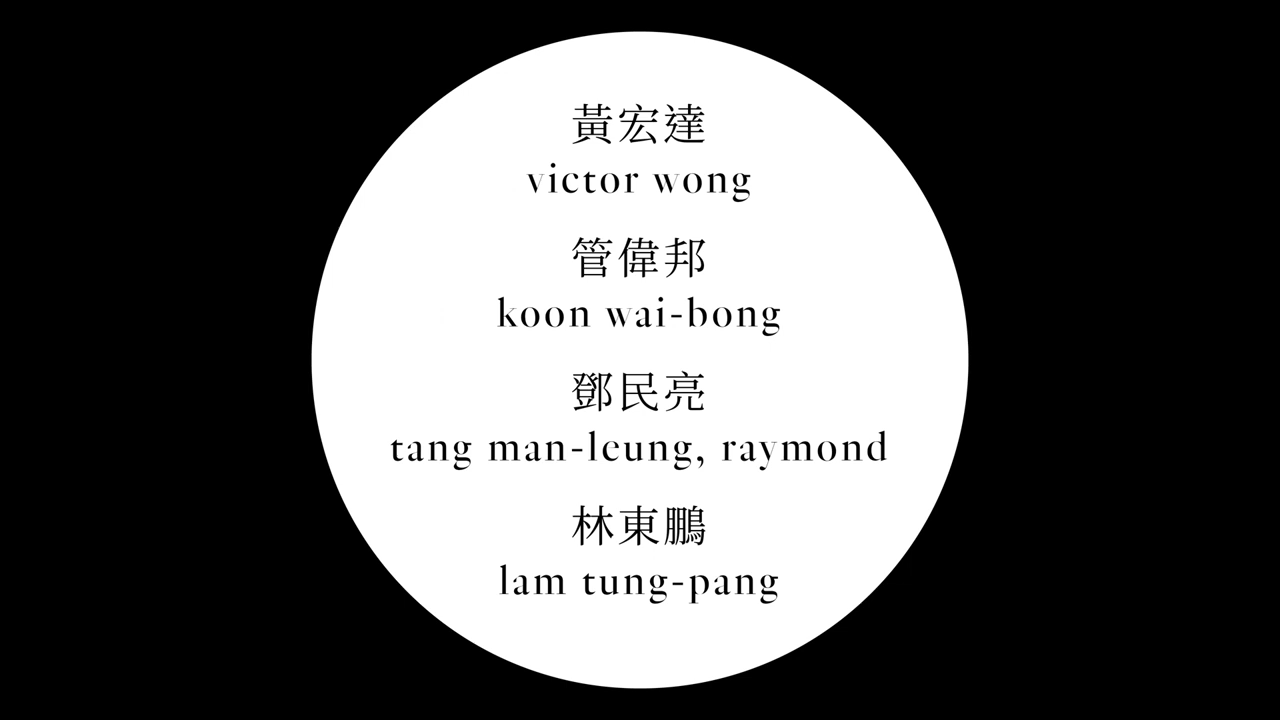 黃宏達
victor wong
管偉邦
koon wai-bong
鄧民亮
tang man-leung, raymond
林東鵬
lam tung-pang